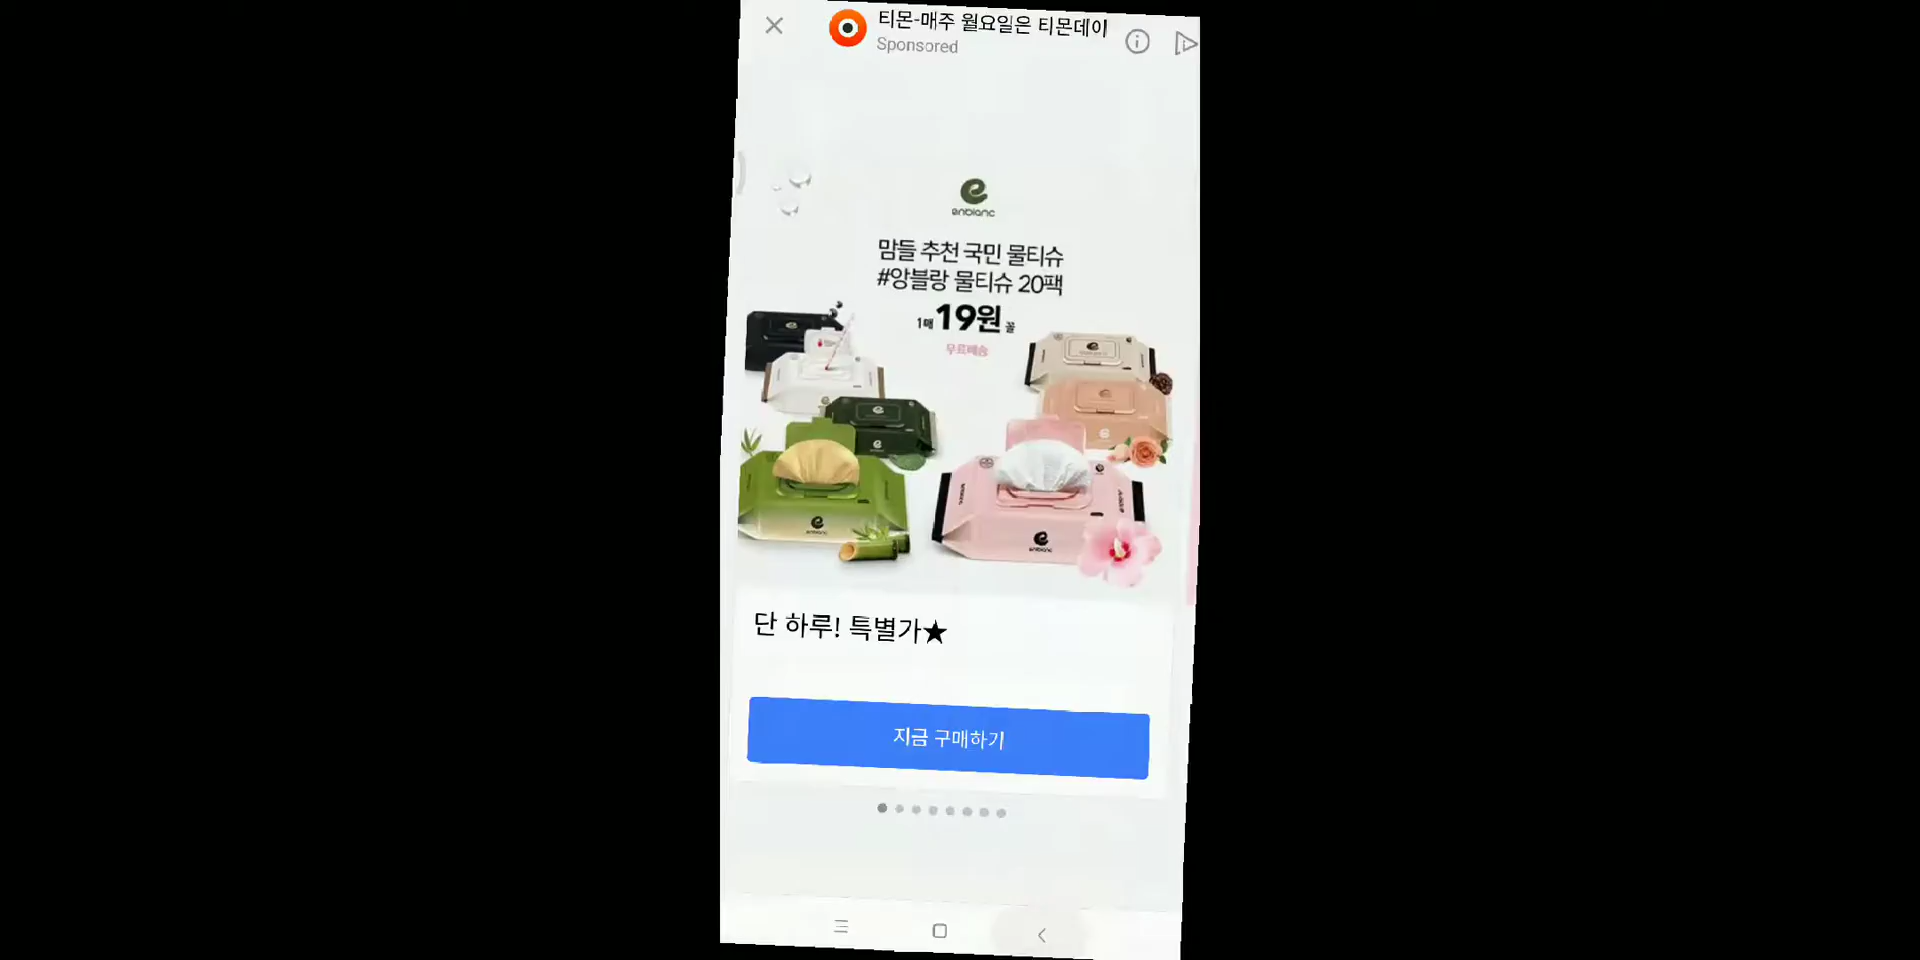 티몬-매주 월요일은 티몬데이
Sponsored
enblanc
맘들 추천 국민 물티슈
#앙블랑 물티슈 20팩
1매 19원 꼴
무료배송
enblanc
enblanc
단 하루! 특별가★
지금 구매하기